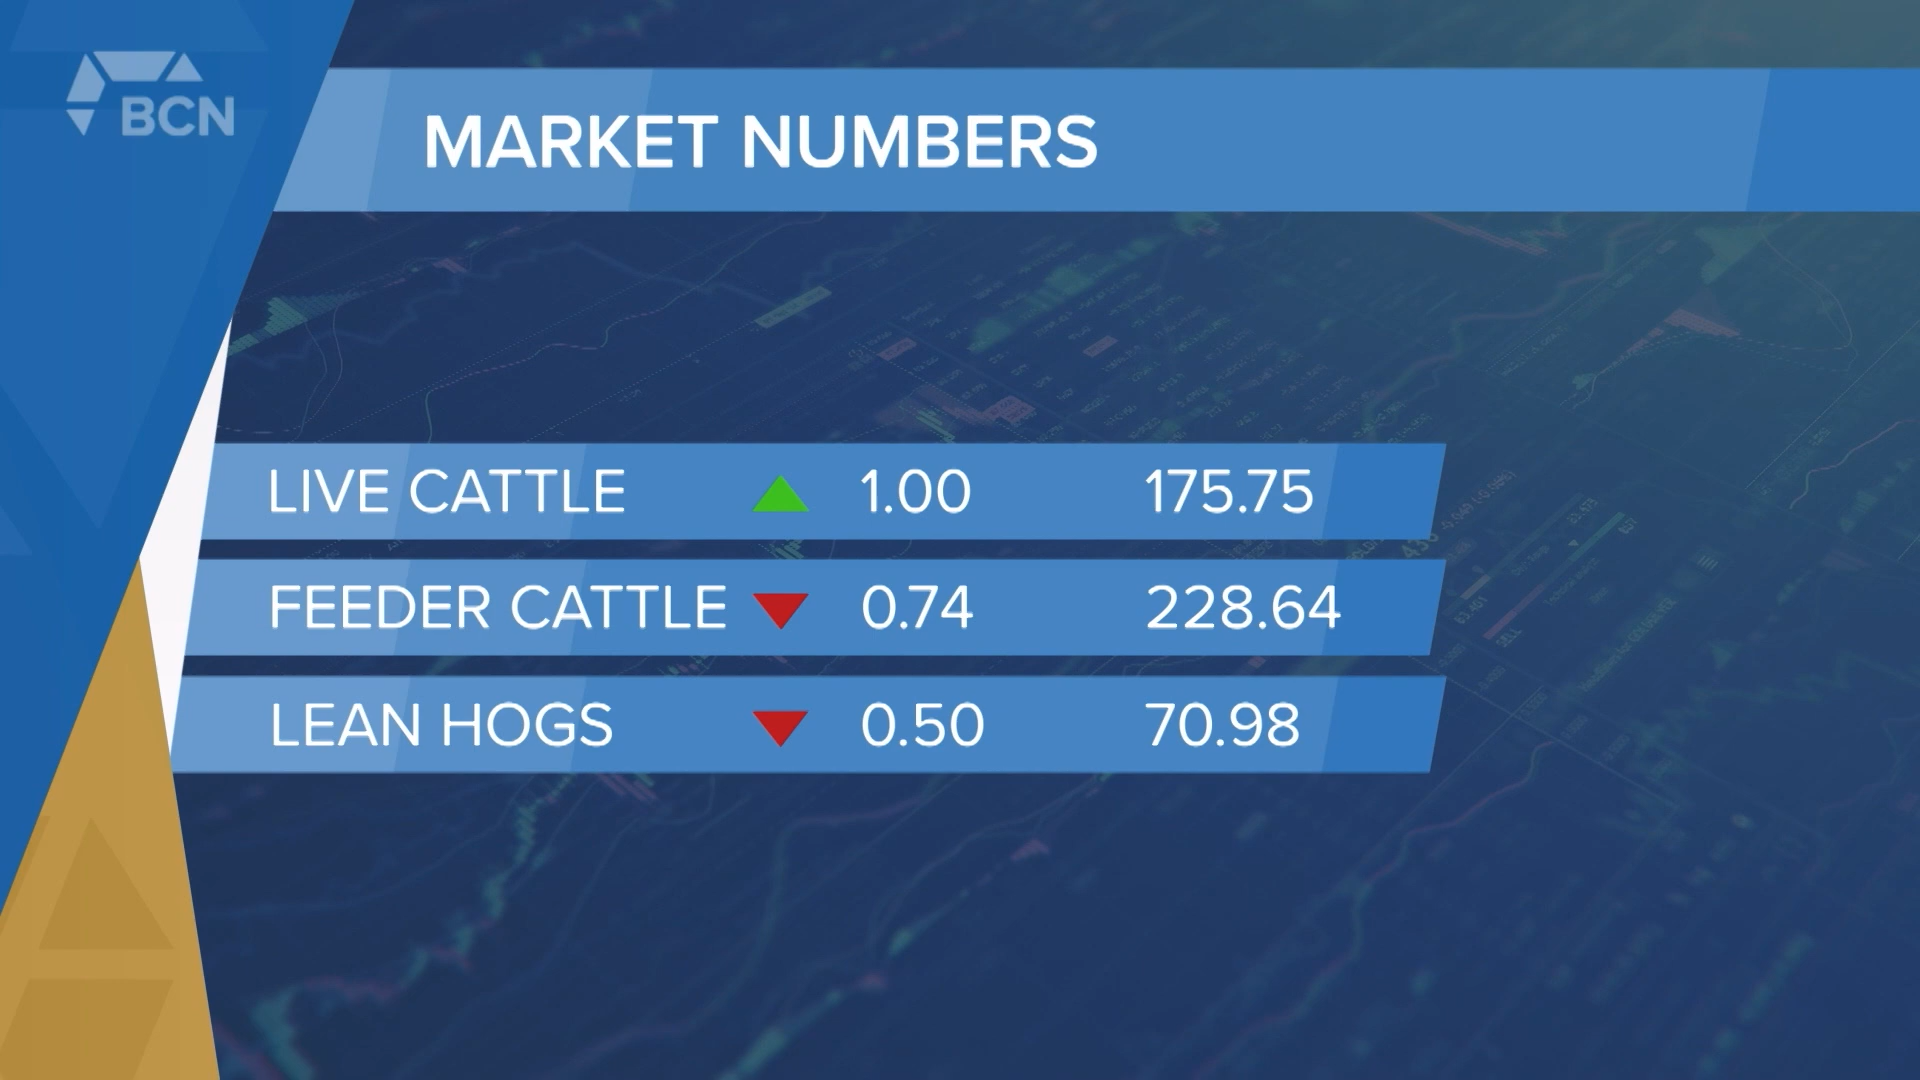 BCN
MARKET NUMBERS
LIVE CATTLE 1.00 175.75
FEEDER CATTLE 0.74 228.64
LEAN HOGS 0.50 70.98
SELL